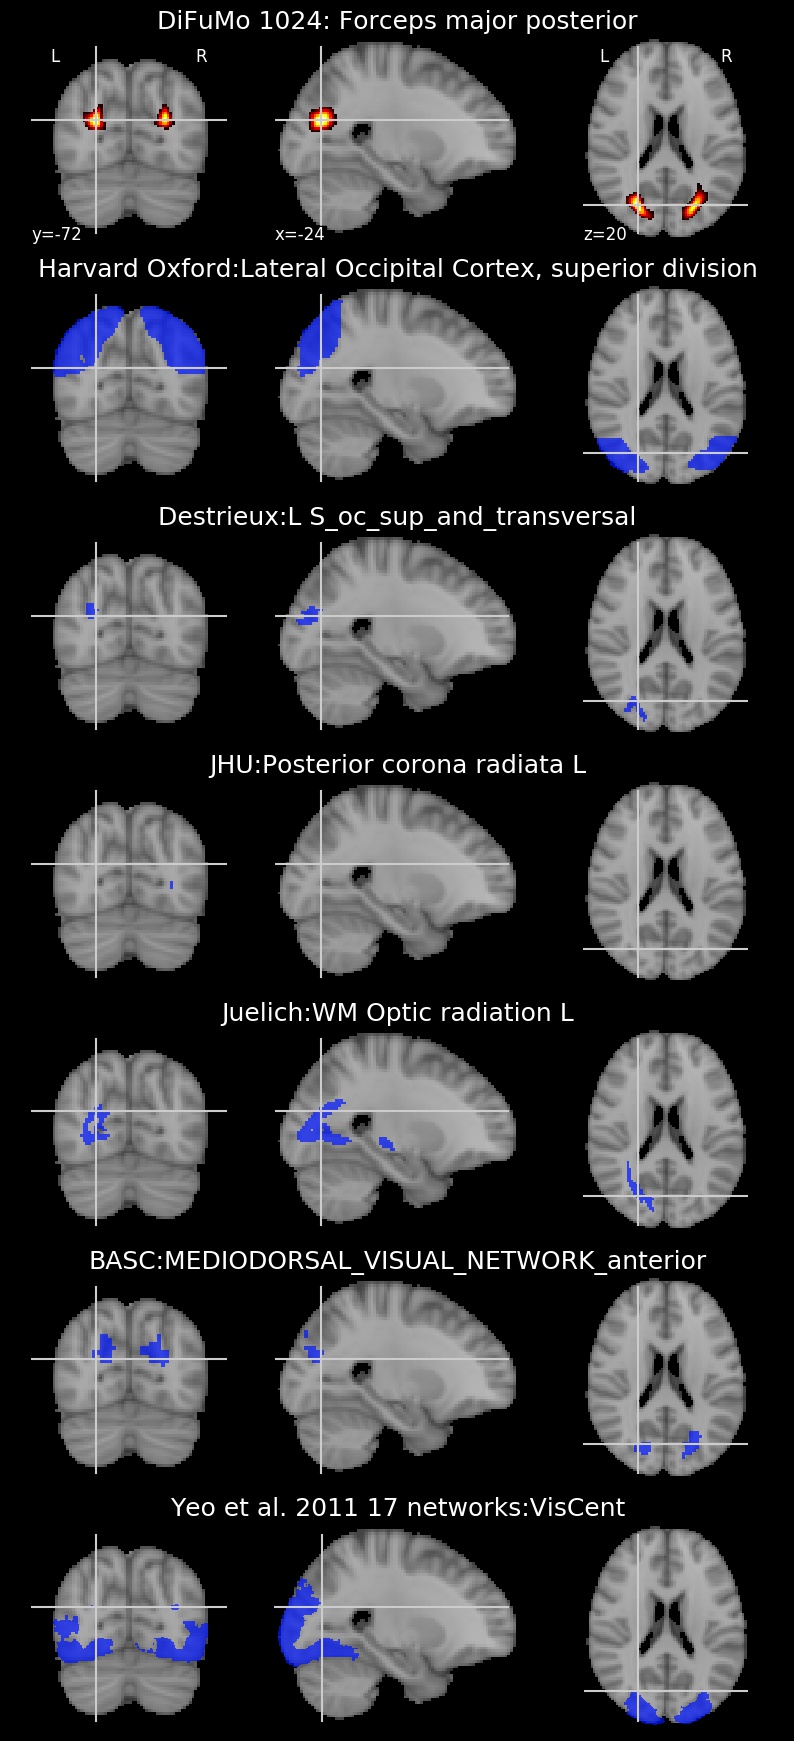 DiFuMo 1024: Forceps major posterior
L R L R
y=-72 x=-24 z=20
Harvard Oxford:Lateral Occipital Cortex, superior division
Destrieux:L S_oc_sup_and_transversal
JHU:Posterior corona radiata L
Juelich:WM Optic radiation L
BASC:MEDIODORSAL_VISUAL_NETWORK_anterior
Yeo et al. 2011 17 networks:VisCent